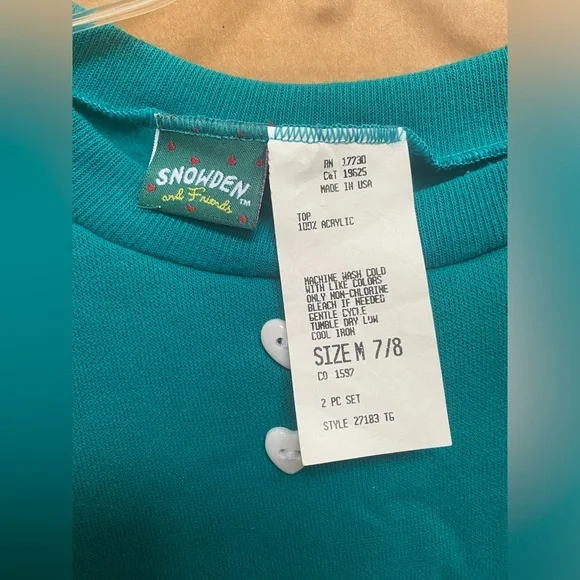 SNOWDEN
and Friends
TM
RN 17730
C&T 19625
MADE IN USA
TOP
100% ACRYLIC
MACHINE WASH COLD
WITH LIKE COLORS
ONLY NON-CHLORINE
BLEACH IF NEEDED
GENTLE CYCLE
TUMBLE DRY LOW
COOL IRON
SIZE M 7/8
CO 1597
2 PC SET
STYLE 27183 TG